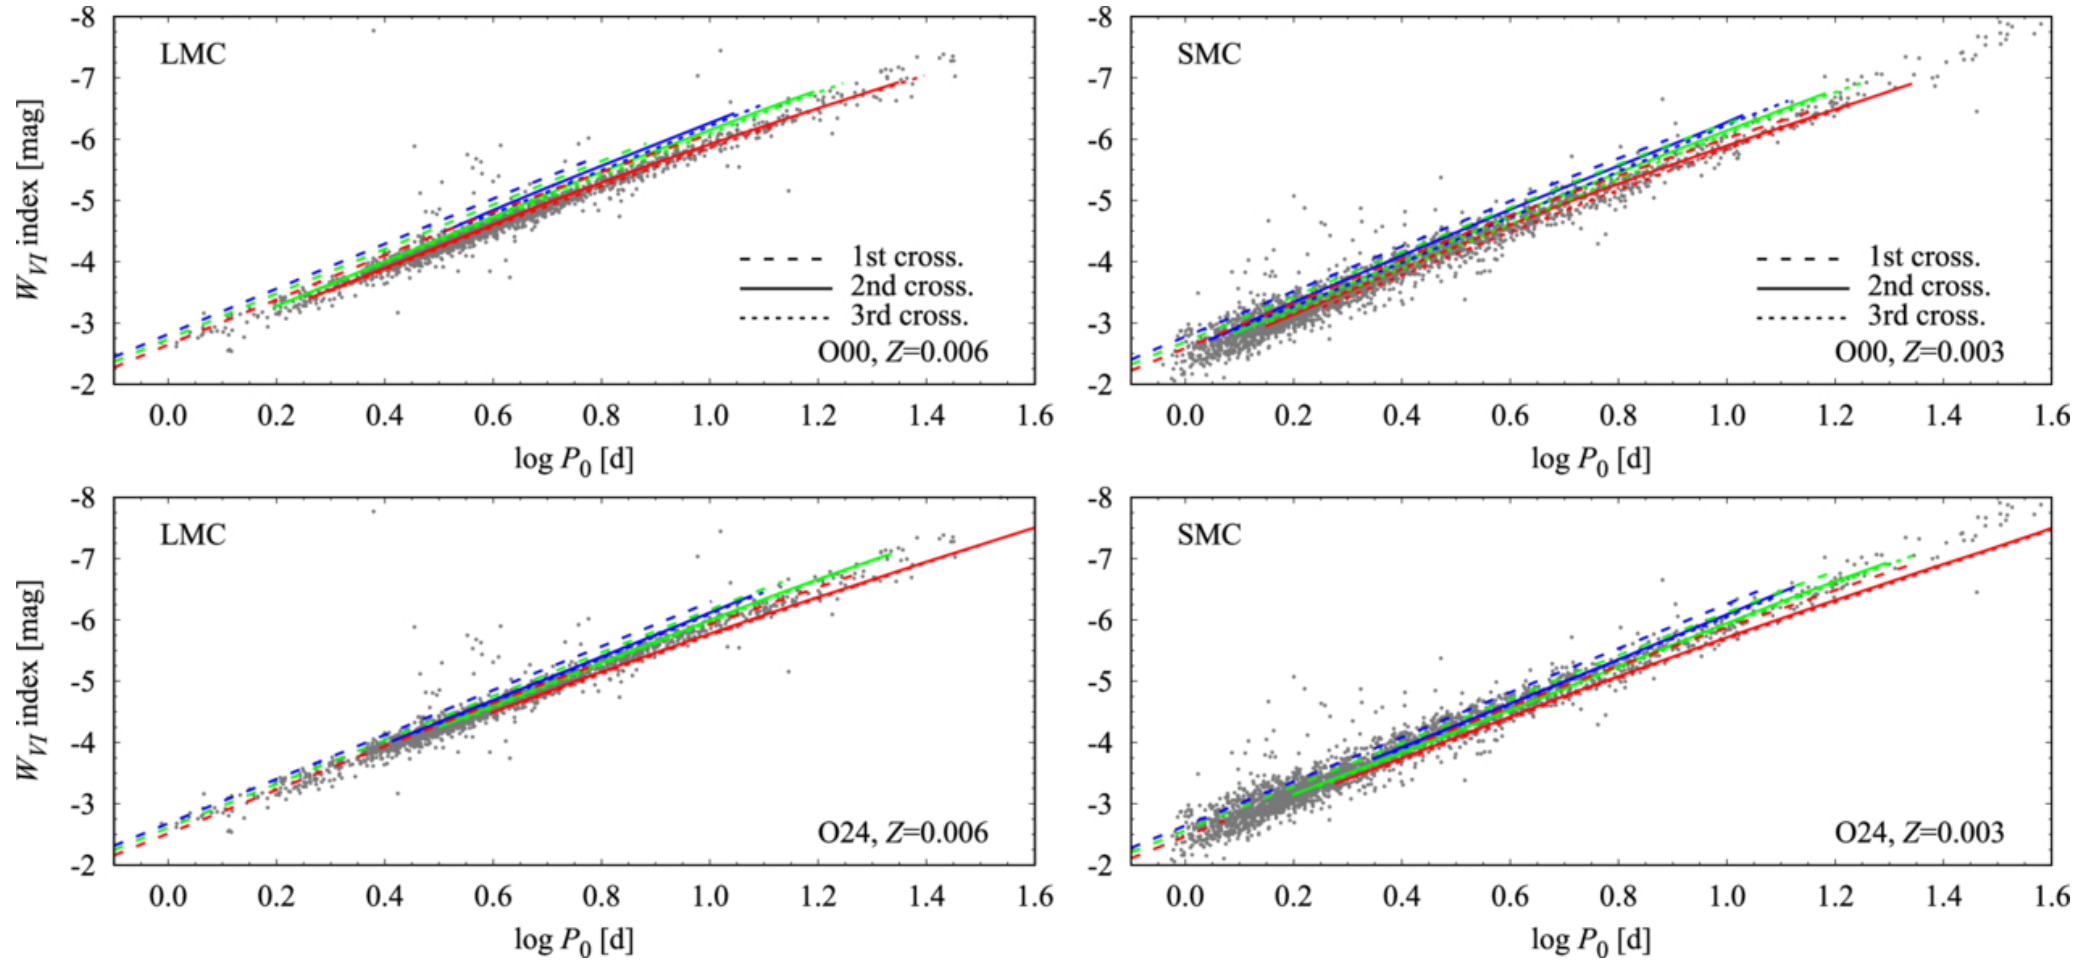 LMC
-8
-7
-6
-5
-4
-3
-2
W_VI index [mag]
1st cross.
2nd cross.
3rd cross.
O00, Z=0.006
0.0 0.2 0.4 0.6 0.8 1.0 1.2 1.4 1.6
log P_0 [d]
SMC
-8
-7
-6
-5
-4
-3
-2
1st cross.
2nd cross.
3rd cross.
O00, Z=0.003
0.0 0.2 0.4 0.6 0.8 1.0 1.2 1.4 1.6
log P_0 [d]
LMC
-8
-7
-6
-5
-4
-3
-2
W_VI index [mag]
O24, Z=0.006
0.0 0.2 0.4 0.6 0.8 1.0 1.2 1.4 1.6
log P_0 [d]
SMC
-8
-7
-6
-5
-4
-3
-2
O24, Z=0.003
0.0 0.2 0.4 0.6 0.8 1.0 1.2 1.4 1.6
log P_0 [d]